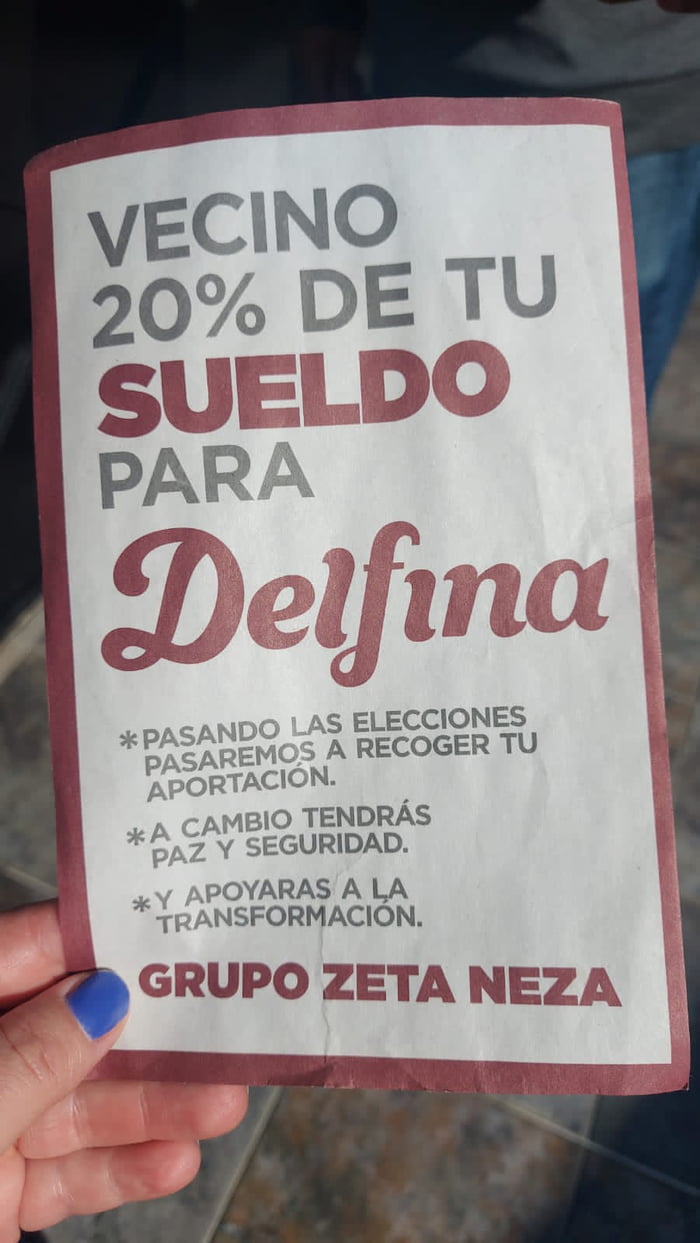 VECINO
20% DE TU
SUELDO
PARA
Delfina
*PASANDO LAS ELECCIONES
PASAREMOS A RECOGER TU
APORTACIÓN.
*A CAMBIO TENDRÁS
PAZ Y SEGURIDAD.
*Y APOYARAS A LA
TRANSFORMACIÓN.
GRUPO ZETA NEZA